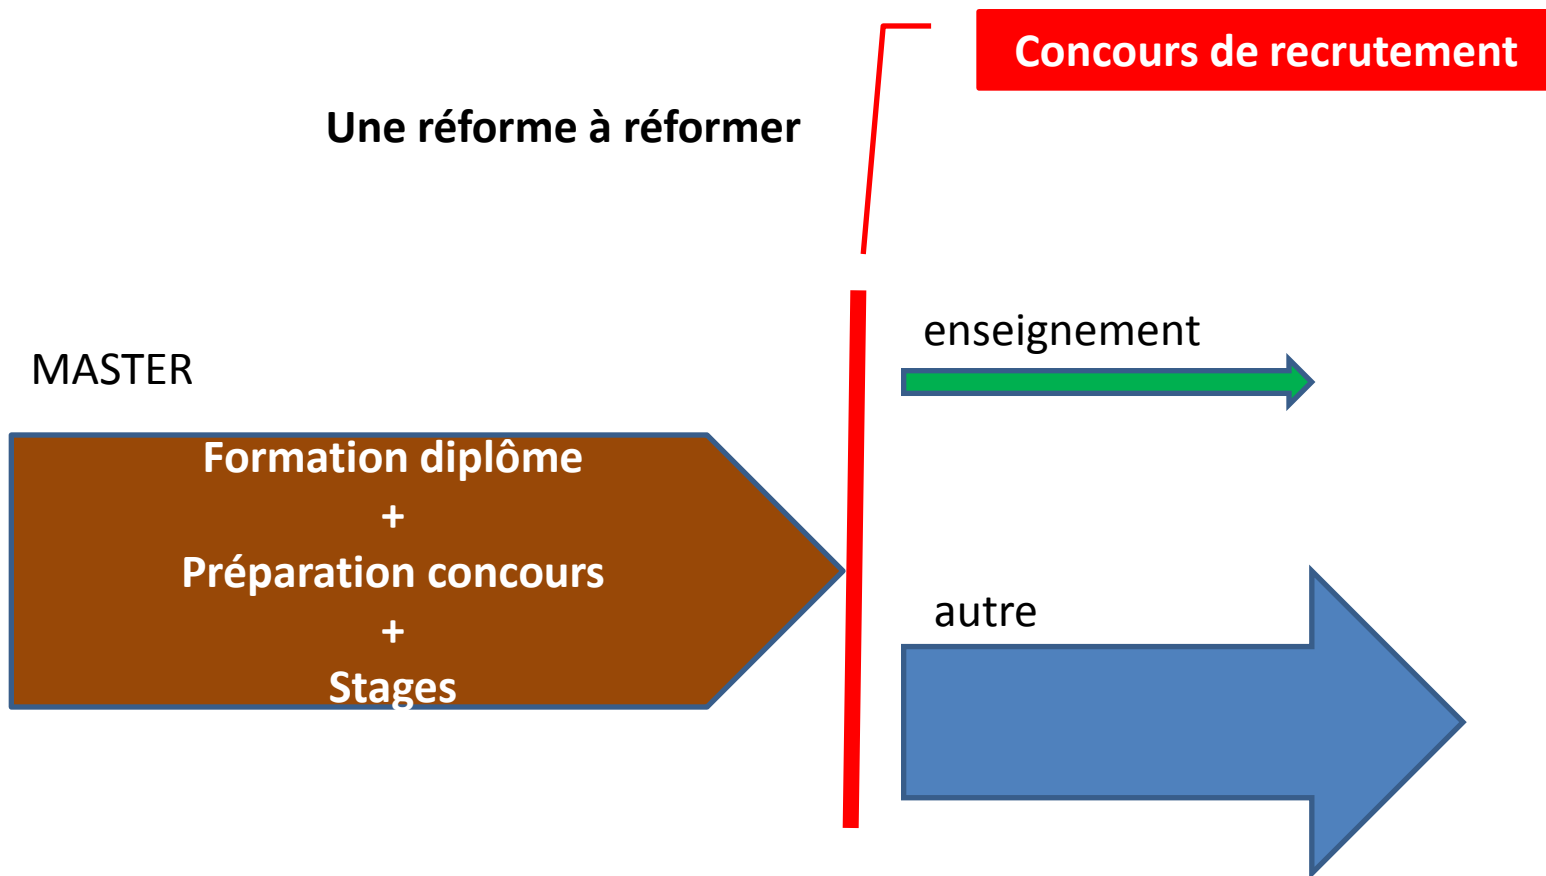 Concours de recrutement
Une réforme à réformer
enseignement
MASTER
Formation diplôme
+
Préparation concours
+
Stages
autre